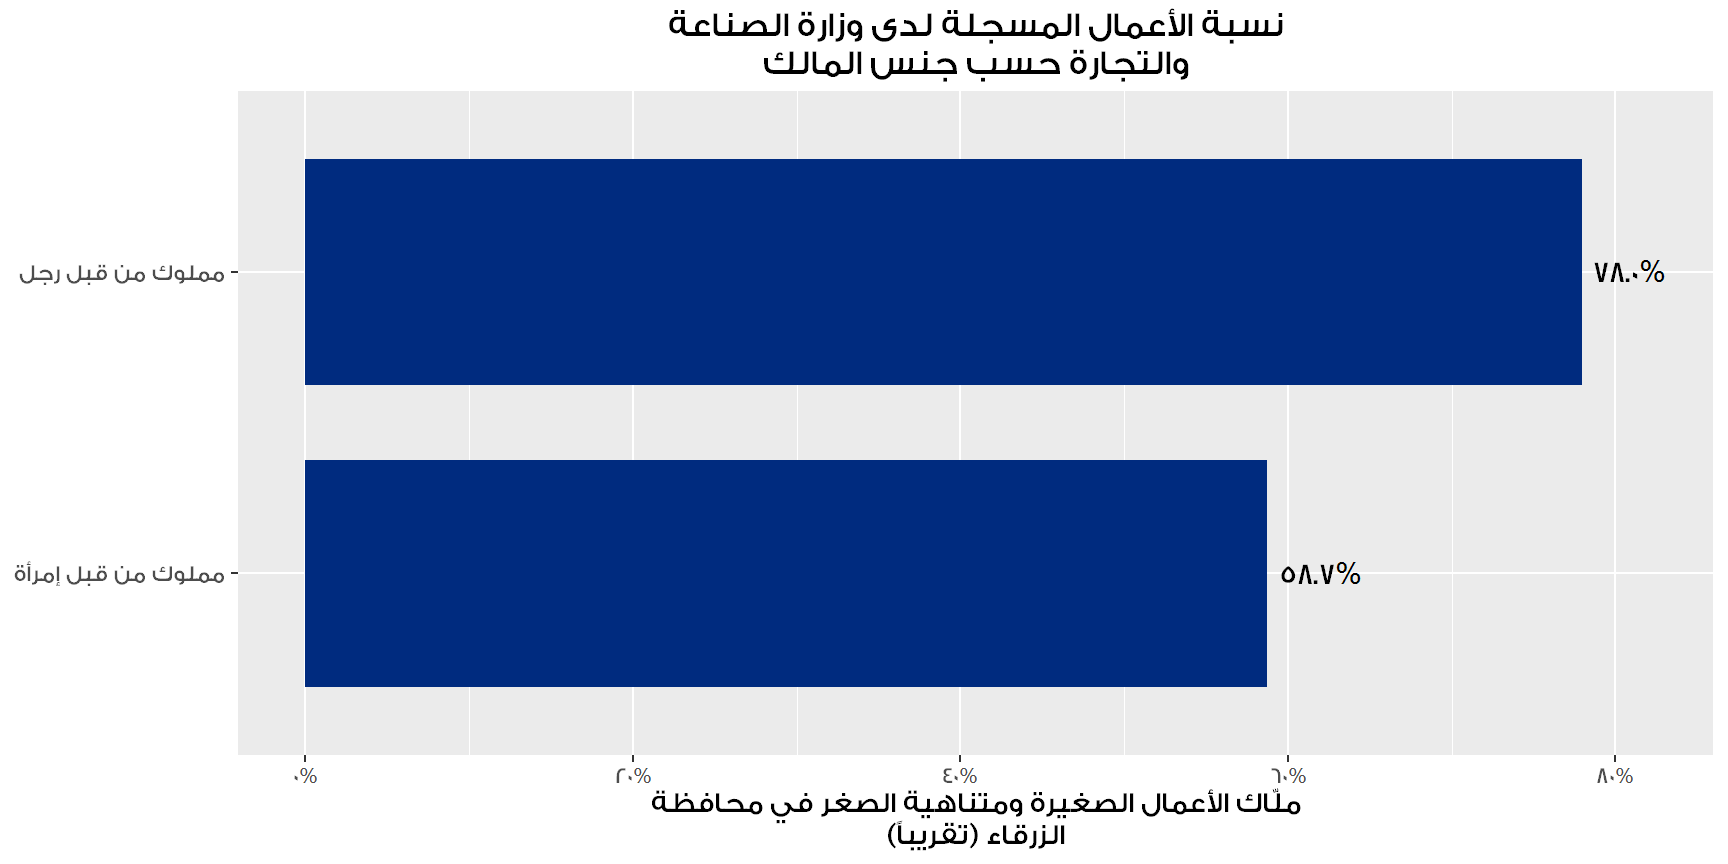 نسبة الأعمال المسجلة لدى وزارة الصناعة
والتجارة حسب جنس المالك
مملوك من قبل رجل
٧٨.٠%
مملوك من قبل إمرأة
٥٨.٧%
٠%
٢٠%
٤٠%
٦٠%
٨٠%
ملّاك الأعمال الصغيرة ومتناهية الصغر في محافظة
الزرقاء (تقريباً)